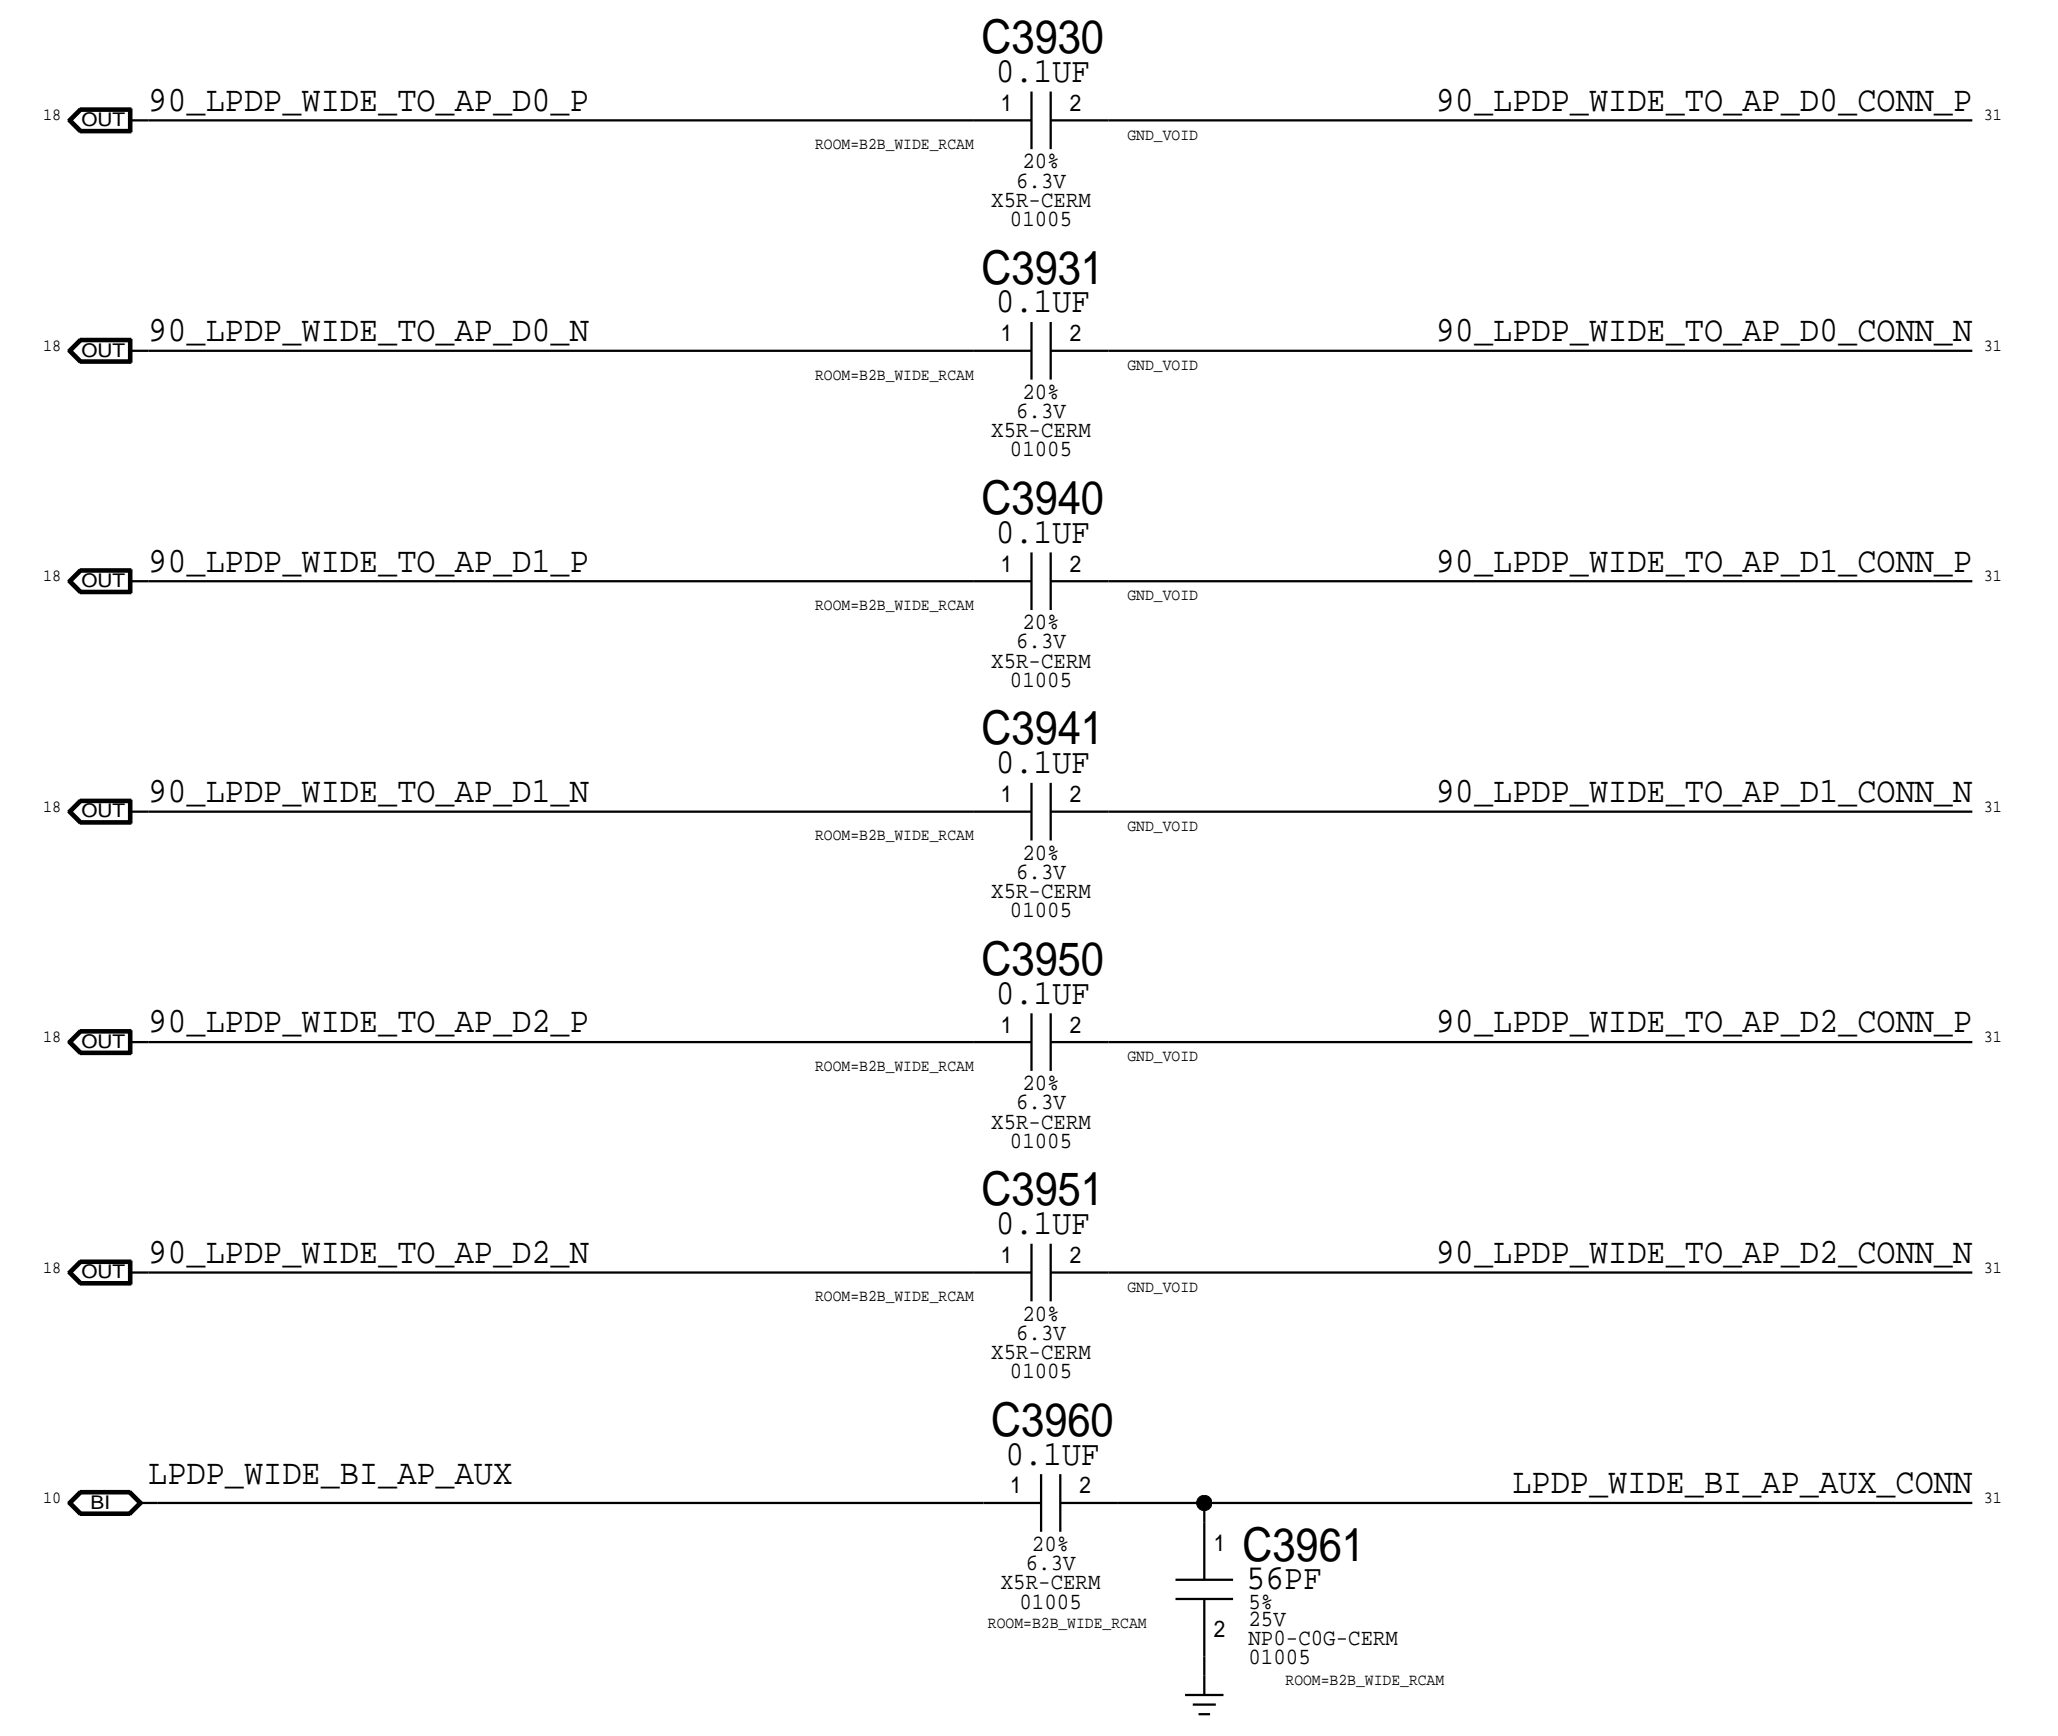 C3930
0.1UF
18 OUT 90_LPDP_WIDE_TO_AP_D0_P 1 2 90_LPDP_WIDE_TO_AP_D0_CONN_P 31
ROOM=B2B_WIDE_RCAM GND_VOID
20%
6.3V
X5R-CERM
01005
C3931
0.1UF
18 OUT 90_LPDP_WIDE_TO_AP_D0_N 1 2 90_LPDP_WIDE_TO_AP_D0_CONN_N 31
ROOM=B2B_WIDE_RCAM GND_VOID
20%
6.3V
X5R-CERM
01005
C3940
0.1UF
18 OUT 90_LPDP_WIDE_TO_AP_D1_P 1 2 90_LPDP_WIDE_TO_AP_D1_CONN_P 31
ROOM=B2B_WIDE_RCAM GND_VOID
20%
6.3V
X5R-CERM
01005
C3941
0.1UF
18 OUT 90_LPDP_WIDE_TO_AP_D1_N 1 2 90_LPDP_WIDE_TO_AP_D1_CONN_N 31
ROOM=B2B_WIDE_RCAM GND_VOID
20%
6.3V
X5R-CERM
01005
C3950
0.1UF
18 OUT 90_LPDP_WIDE_TO_AP_D2_P 1 2 90_LPDP_WIDE_TO_AP_D2_CONN_P 31
ROOM=B2B_WIDE_RCAM GND_VOID
20%
6.3V
X5R-CERM
01005
C3951
0.1UF
18 OUT 90_LPDP_WIDE_TO_AP_D2_N 1 2 90_LPDP_WIDE_TO_AP_D2_CONN_N 31
ROOM=B2B_WIDE_RCAM GND_VOID
20%
6.3V
X5R-CERM
01005
C3960
0.1UF
10 BI LPDP_WIDE_BI_AP_AUX 1 2 LPDP_WIDE_BI_AP_AUX_CONN 31
20%
6.3V
X5R-CERM
01005
ROOM=B2B_WIDE_RCAM
1 C3961
56PF
5%
25V
2 NP0-C0G-CERM
01005
ROOM=B2B_WIDE_RCAM